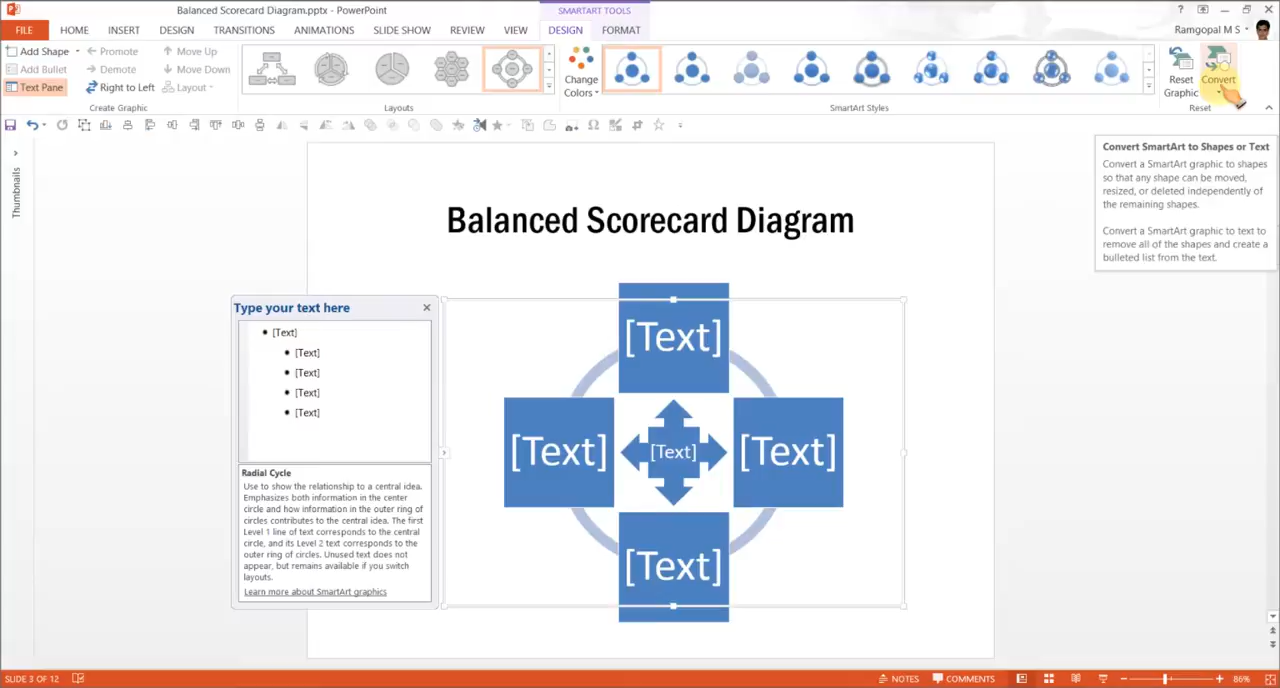 Balanced Scorecard Diagram.pptx - PowerPoint
SMARTART TOOLS
?
FILE
HOME
INSERT
DESIGN
TRANSITIONS
ANIMATIONS
SLIDE SHOW
REVIEW
VIEW
DESIGN
FORMAT
Ramgopal M S
Add Shape
Promote
Move Up
Add Bullet
Demote
Move Down
Text Pane
Right to Left
Layout
Create Graphic
Layouts
Change
Colors
SmartArt Styles
Reset
Graphic
Convert
Reset
Convert SmartArt to Shapes or Text
Convert a SmartArt graphic to shapes
so that any shape can be moved,
resized, or deleted independently of
the remaining shapes.
Convert a SmartArt graphic to text to
remove all of the shapes and create a
bulleted list from the text.
Thumbnails
Balanced Scorecard Diagram
Type your text here
[Text]
[Text]
[Text]
[Text]
[Text]
Radial Cycle
Use to show the relationship to a central idea.
Emphasizes both information in the center
circle and how information in the outer ring of
circles contributes to the central idea. The first
Level 1 line of text corresponds to the central
circle, and its Level 2 text corresponds to the
outer ring of circles. Unused text does not
appear, but remains available if you switch
layouts.
Learn more about SmartArt graphics
[Text]
[Text]
[Text]
[Text]
[Text]
SLIDE 3 OF 12
NOTES
COMMENTS
86%